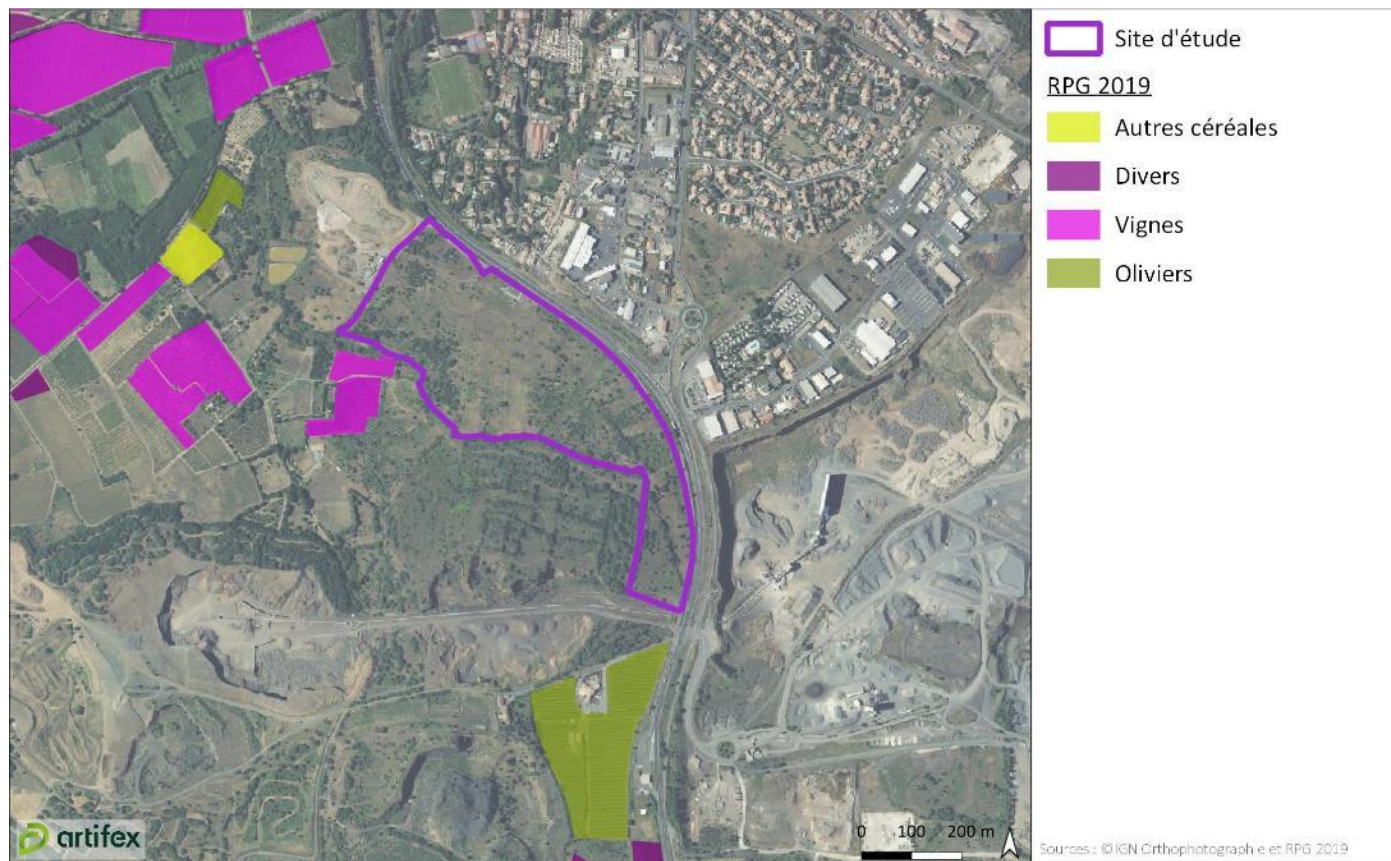 Site d'étude
RPG 2019
Autres céréales
Divers
Vignes
Oliviers
artifex
0 100 200 m
Sources : © IGN Orthophotographie et RPG 2019